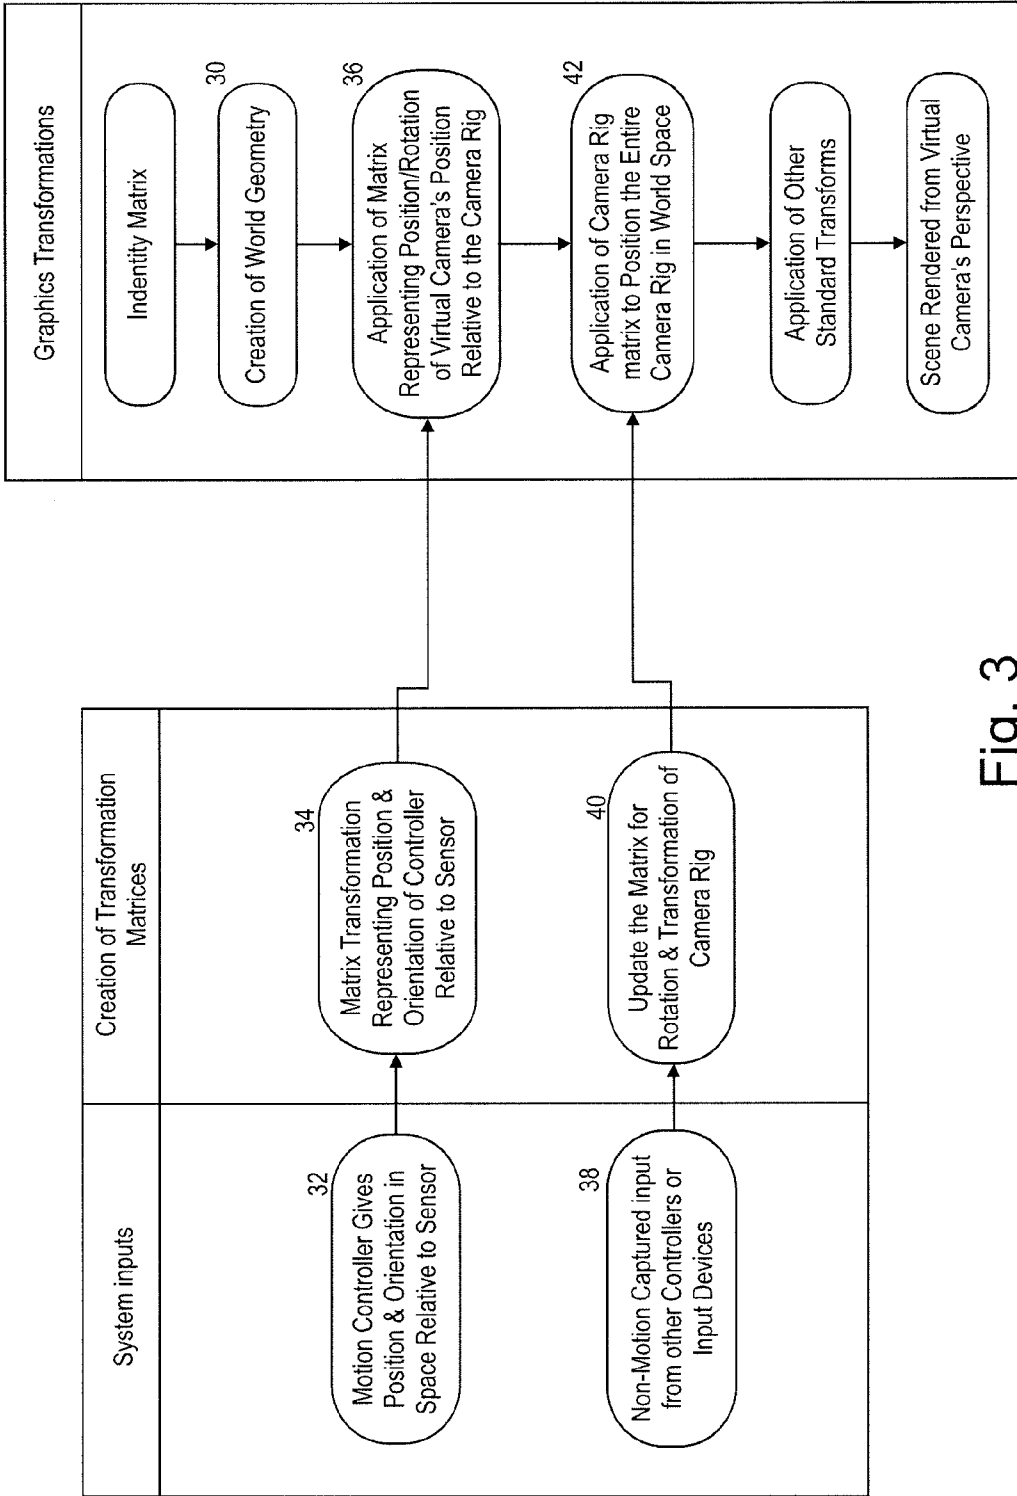 System inputs
32
Motion Controller Gives
Position & Orientation in
Space Relative to Sensor
38
Non-Motion Captured input
from other Controllers or
Input Devices
Creation of Transformation
Matrices
34
Matrix Transformation
Representing Position &
Orientation of Controller
Relative to Sensor
40
Update the Matrix for
Rotation & Transformation of
Camera Rig
Graphics Transformations
Indentity Matrix
30
Creation of World Geometry
36
Application of Matrix
Representing Position/Rotation
of Virtual Camera's Position
Relative to the Camera Rig
42
Application of Camera Rig
matrix to Position the Entire
Camera Rig in World Space
Application of Other
Standard Transforms
Scene Rendered from Virtual
Camera's Perspective
Fig. 3